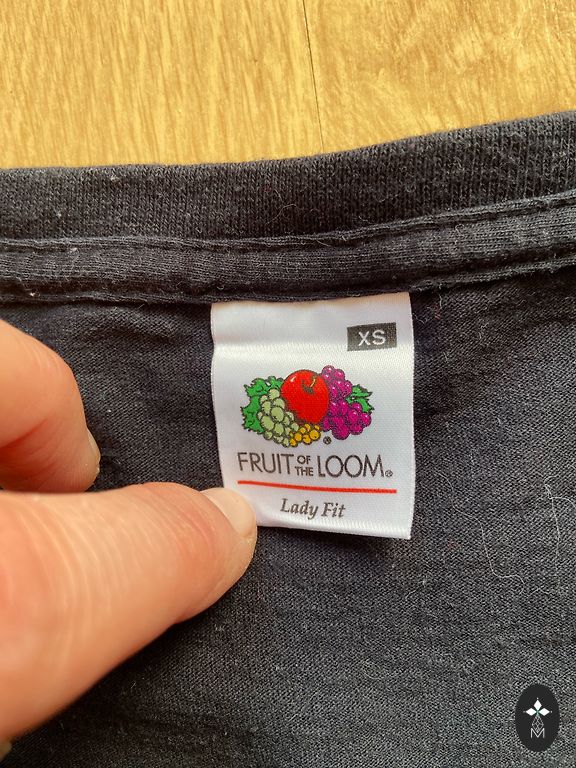 XS
FRUIT OF THE LOOM®
Lady Fit
M